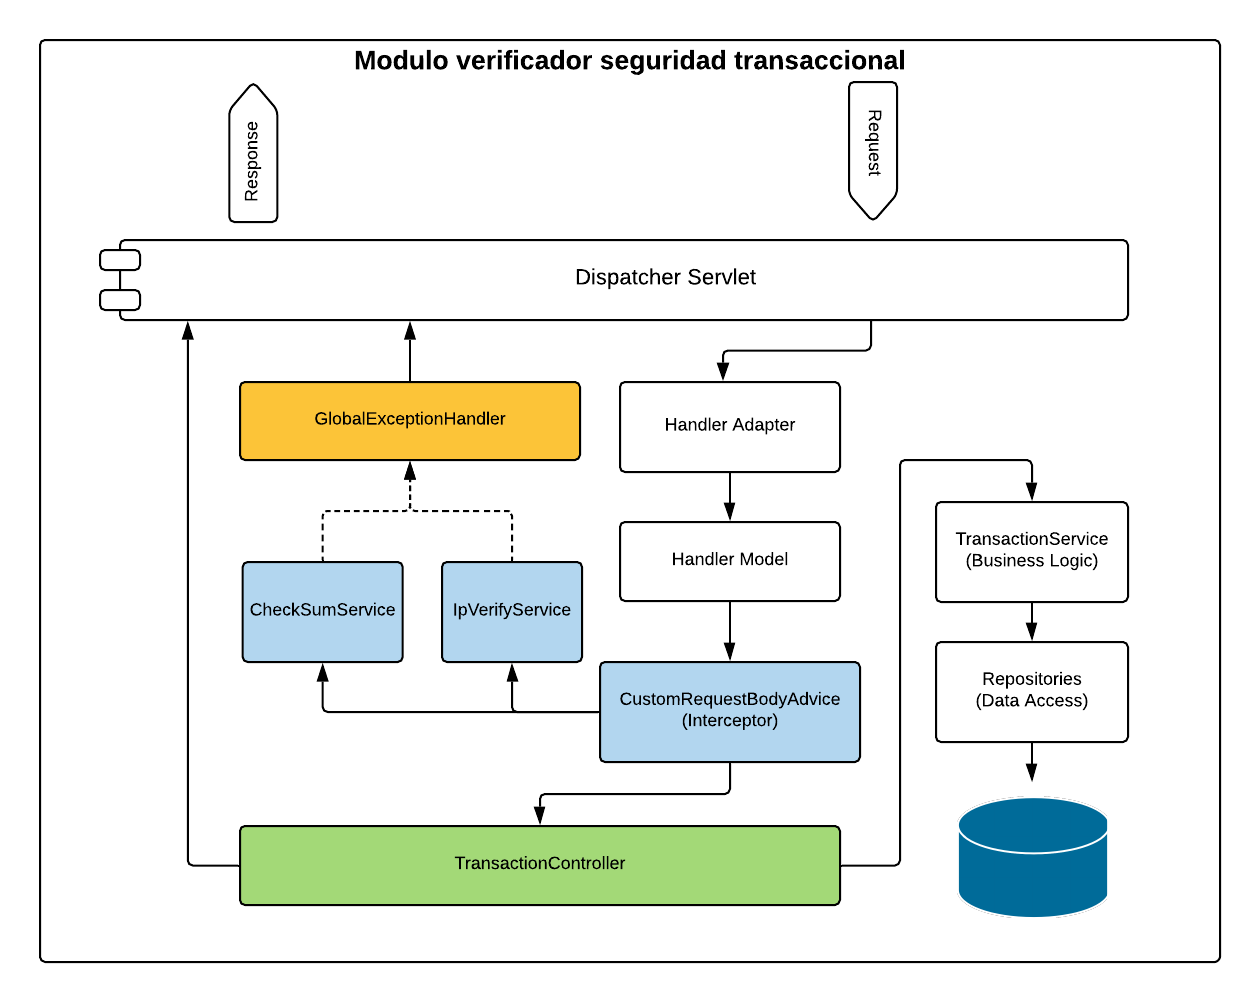 Modulo verificador seguridad transaccional
Response
Request
Dispatcher Servlet
GlobalExceptionHandler
Handler Adapter
Handler Model
TransactionService
(Business Logic)
CheckSumService
IpVerifyService
Repositories
(Data Access)
CustomRequestBodyAdvice
(Interceptor)
TransactionController